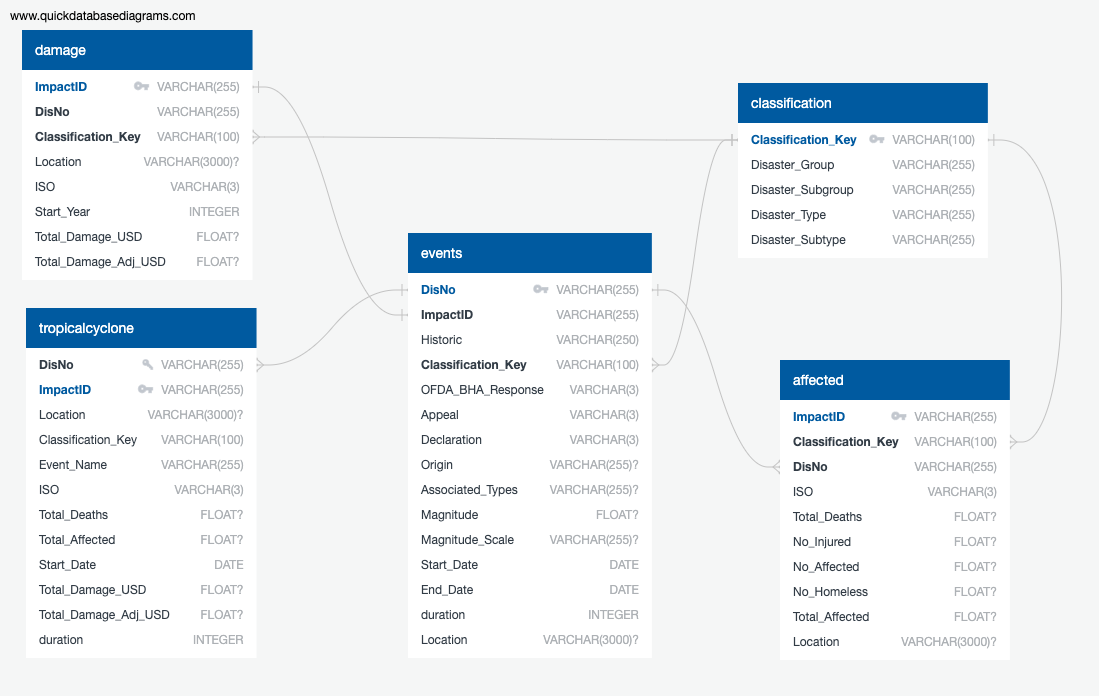 www.quickdatabasediagrams.com
damage
ImpactID VARCHAR(255)
DisNo VARCHAR(255)
Classification_Key VARCHAR(100)
Location VARCHAR(3000)?
ISO VARCHAR(3)
Start_Year INTEGER
Total_Damage_USD FLOAT?
Total_Damage_Adj_USD FLOAT?
tropicalcyclone
DisNo VARCHAR(255)
ImpactID VARCHAR(255)
Location VARCHAR(3000)?
Classification_Key VARCHAR(100)
Event_Name VARCHAR(255)
ISO VARCHAR(3)
Total_Deaths FLOAT?
Total_Affected FLOAT?
Start_Date DATE
Total_Damage_USD FLOAT?
Total_Damage_Adj_USD FLOAT?
duration INTEGER
events
DisNo VARCHAR(255)
ImpactID VARCHAR(255)
Historic VARCHAR(250)
Classification_Key VARCHAR(100)
OFDA_BHA_Response VARCHAR(3)
Appeal VARCHAR(3)
Declaration VARCHAR(3)
Origin VARCHAR(255)?
Associated_Types VARCHAR(255)?
Magnitude FLOAT?
Magnitude_Scale VARCHAR(255)?
Start_Date DATE
End_Date DATE
duration INTEGER
Location VARCHAR(3000)?
classification
Classification_Key VARCHAR(100)
Disaster_Group VARCHAR(255)
Disaster_Subgroup VARCHAR(255)
Disaster_Type VARCHAR(255)
Disaster_Subtype VARCHAR(255)
affected
ImpactID VARCHAR(255)
Classification_Key VARCHAR(100)
DisNo VARCHAR(255)
ISO VARCHAR(3)
Total_Deaths FLOAT?
No_Injured FLOAT?
No_Affected FLOAT?
No_Homeless FLOAT?
Total_Affected FLOAT?
Location VARCHAR(3000)?